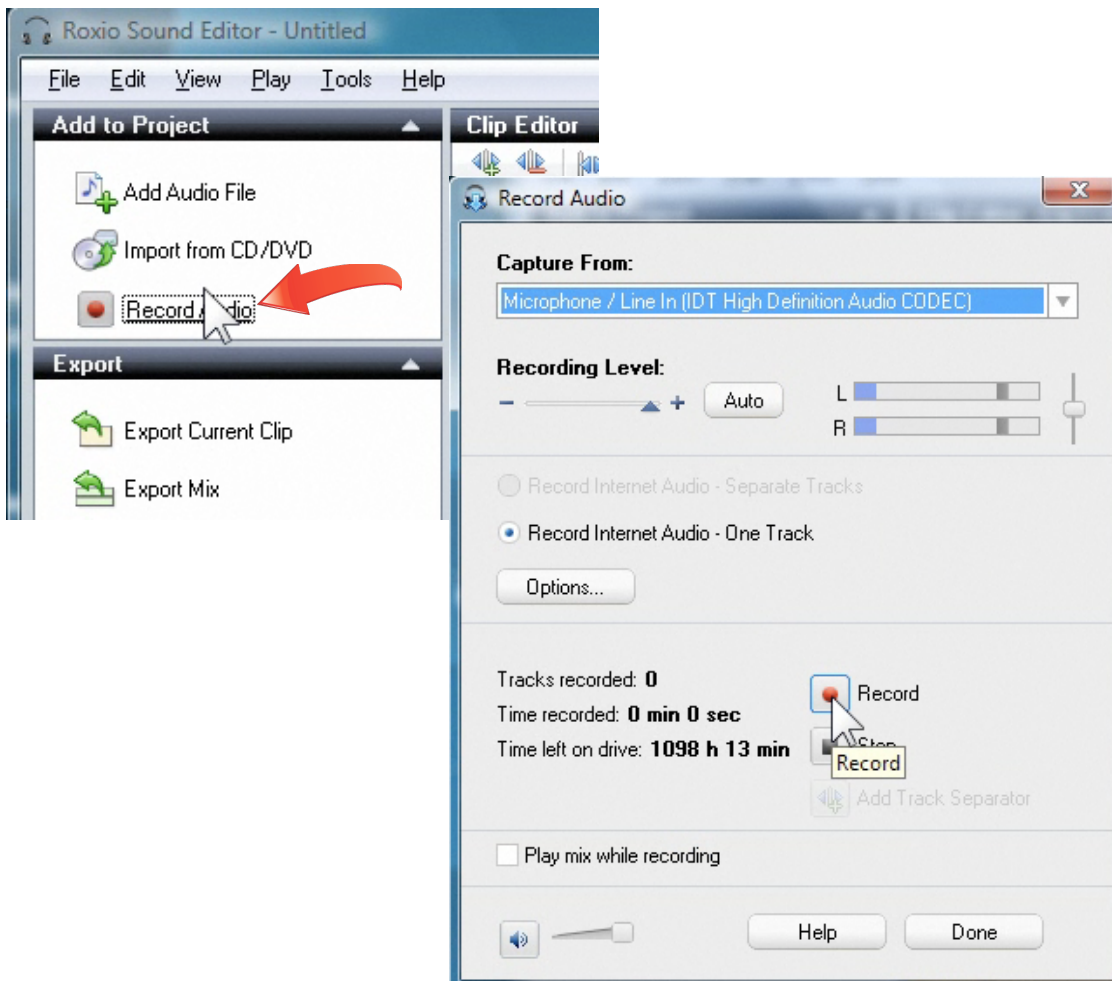 Roxio Sound Editor - Untitled
File Edit View Play Tools Help
Add to Project
Add Audio File
Import from CD/DVD
Record Audio
Export
Export Current Clip
Export Mix
Clip Editor
Record Audio
Capture From:
Microphone / Line In (IDT High Definition Audio CODEC)
Recording Level:
- + Auto
L
R
Record Internet Audio - Separate Tracks
Record Internet Audio - One Track
Options...
Tracks recorded: 0
Time recorded: 0 min 0 sec
Time left on drive: 1098 h 13 min
Record
Stop
Record
Add Track Separator
Play mix while recording
Help Done